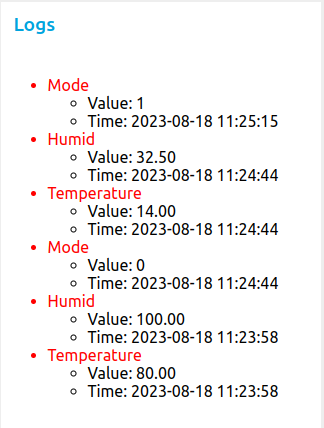 Logs
Mode
Value: 1
Time: 2023-08-18 11:25:15
Humid
Value: 32.50
Time: 2023-08-18 11:24:44
Temperature
Value: 14.00
Time: 2023-08-18 11:24:44
Mode
Value: 0
Time: 2023-08-18 11:24:44
Humid
Value: 100.00
Time: 2023-08-18 11:23:58
Temperature
Value: 80.00
Time: 2023-08-18 11:23:58